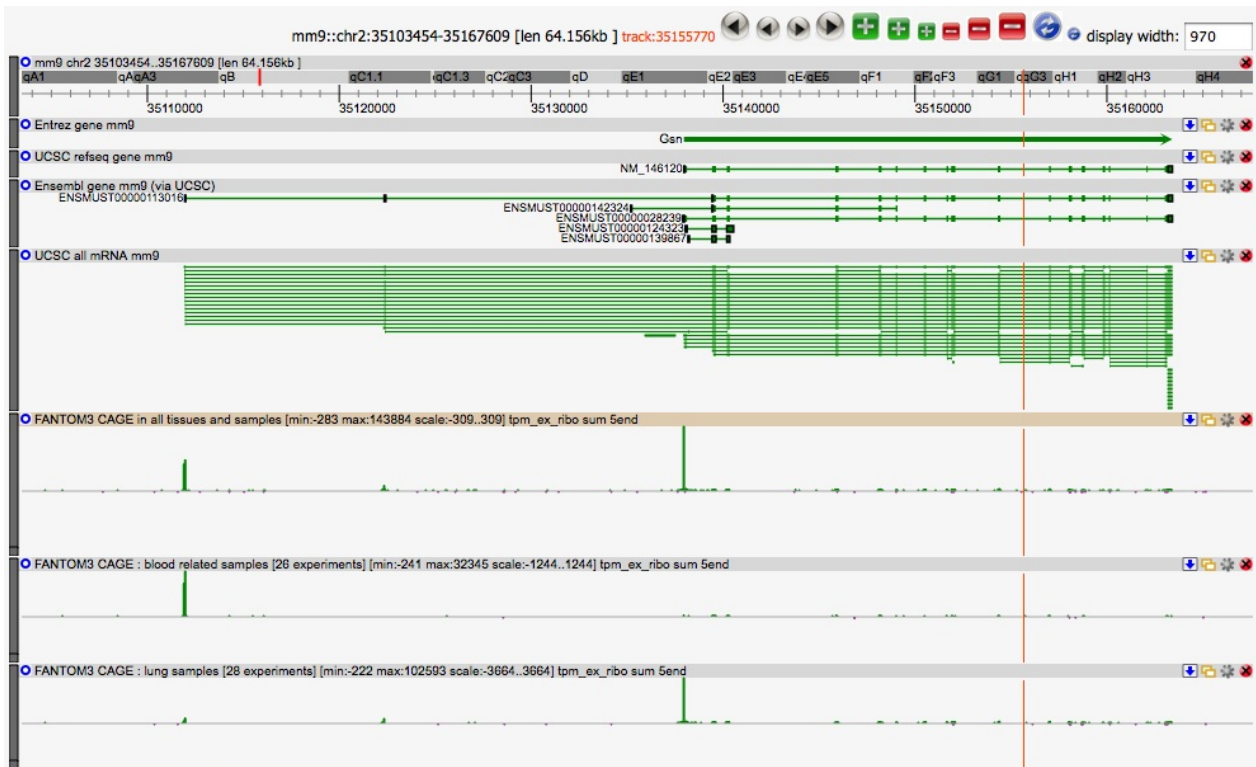 mm9::chr2:35103454-35167609 [len 64.156kb ] track:35155770 display width: 970
mm9 chr2 35103454..35167609 [len 64.156kb ]
qA1 qAqA3 qB qC1.1 qC1.3 qC2qC3 qD qE1 qE2 qE3 qE4qE5 qF1 qF3 qG1 qG3 qH1 qH2 qH3 qH4
35110000 35120000 35130000 35140000 35150000 35160000
Entrez gene mm9
Gsn
UCSC refseq gene mm9
NM_146120
Ensembl gene mm9 (via UCSC)
ENSMUST00000113016
ENSMUST00000142324
ENSMUST00000028239
ENSMUST00000124323
ENSMUST00000139867
UCSC all mRNA mm9
FANTOM3 CAGE in all tissues and samples [min:-283 max:143884 scale:-309..309] tpm_ex_ribo sum 5end
FANTOM3 CAGE : blood related samples [26 experiments] [min:-241 max:32345 scale:-1244..1244] tpm_ex_ribo sum 5end
FANTOM3 CAGE : lung samples [28 experiments] [min:-222 max:102593 scale:-3664..3664] tpm_ex_ribo sum 5end